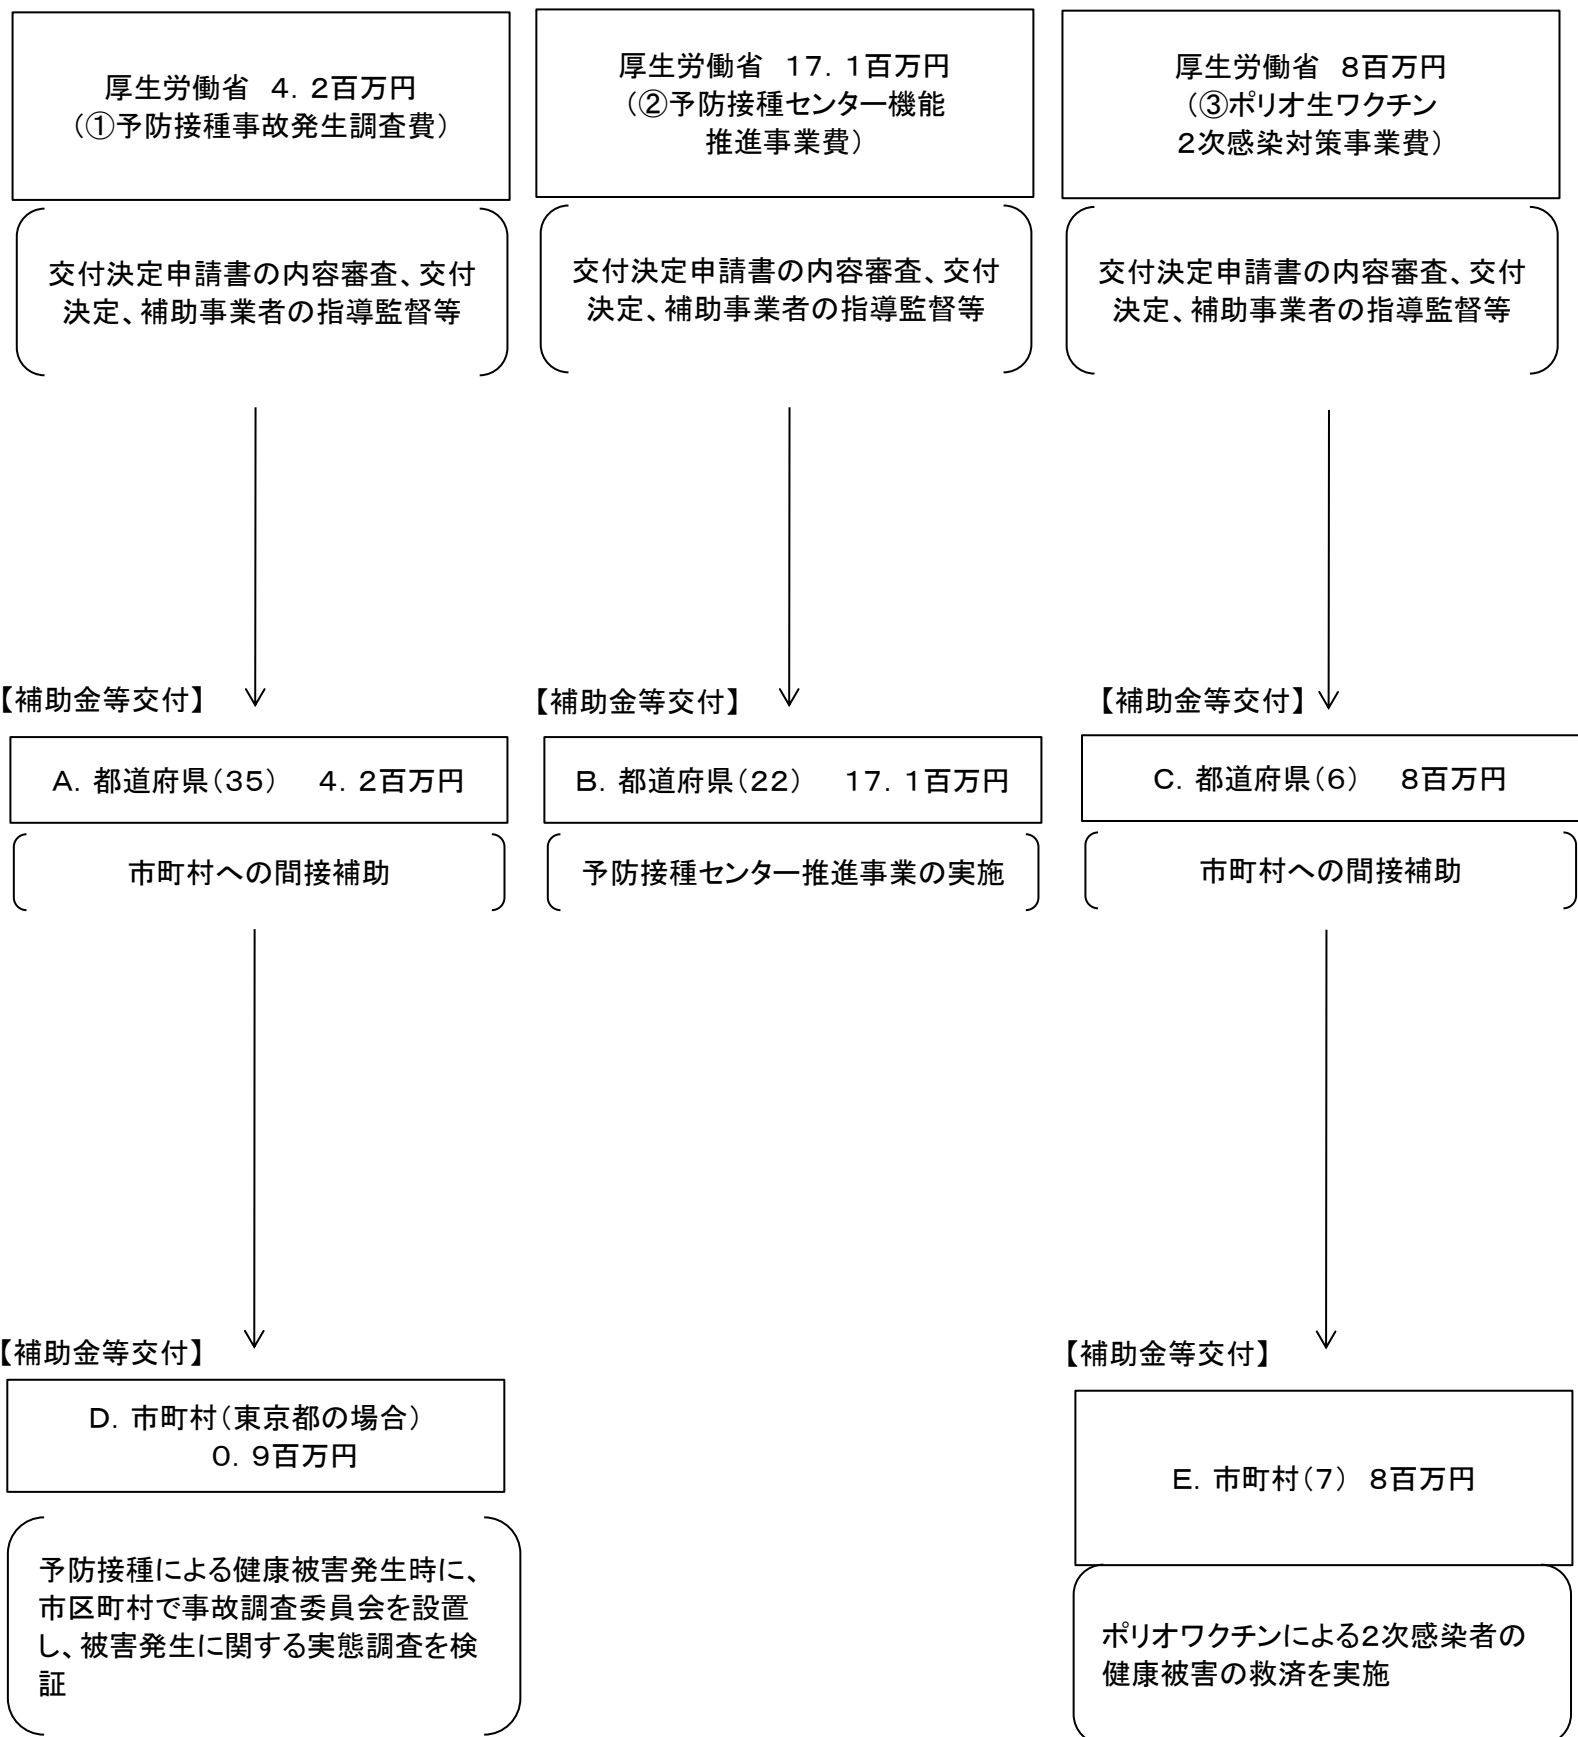 厚生労働省　４．２百万円
（①予防接種事故発生調査費）
交付決定申請書の内容審査、交付
決定、補助事業者の指導監督等
【補助金等交付】
A．都道府県（３５）　４．２百万円
市町村への間接補助
【補助金等交付】
D．市町村（東京都の場合）
０．９百万円
予防接種による健康被害発生時に、
市区町村で事故調査委員会を設置
し、被害発生に関する実態調査を検
証
厚生労働省　１７．１百万円
（②予防接種センター機能
推進事業費）
交付決定申請書の内容審査、交付
決定、補助事業者の指導監督等
【補助金等交付】
B．都道府県（２２）　１７．１百万円
予防接種センター推進事業の実施
厚生労働省　８百万円
（③ポリオ生ワクチン
２次感染対策事業費）
交付決定申請書の内容審査、交付
決定、補助事業者の指導監督等
【補助金等交付】
C．都道府県（６）　８百万円
市町村への間接補助
【補助金等交付】
E．市町村（７）　８百万円
ポリオワクチンによる２次感染者の
健康被害の救済を実施